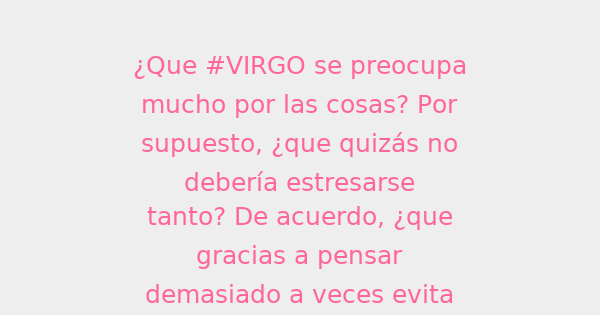 ¿Que #VIRGO se preocupa
mucho por las cosas? Por
supuesto, ¿que quizás no
debería estresarse
tanto? De acuerdo, ¿que
gracias a pensar
demasiado a veces evita